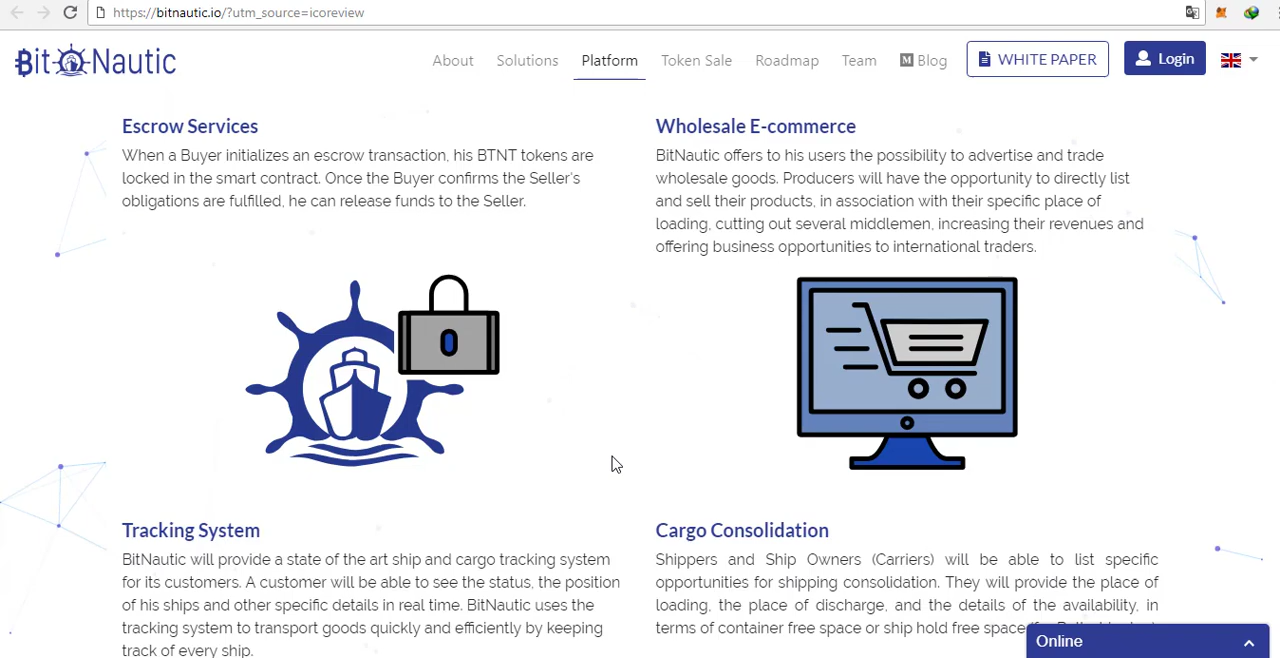 https://bitnautic.io/?utm_source=icoreview
BitNautic
About Solutions Platform Token Sale Roadmap Team Blog WHITE PAPER Login
Escrow Services
When a Buyer initializes an escrow transaction, his BTNT tokens are
locked in the smart contract. Once the Buyer confirms the Seller's
obligations are fulfilled, he can release funds to the Seller.
Wholesale E-commerce
BitNautic offers to his users the possibility to advertise and trade
wholesale goods. Producers will have the opportunity to directly list
and sell their products, in association with their specific place of
loading, cutting out several middlemen, increasing their revenues and
offering business opportunities to international traders.
Tracking System
BitNautic will provide a state of the art ship and cargo tracking system
for its customers. A customer will be able to see the status, the position
of his ships and other specific details in real time. BitNautic uses the
tracking system to transport goods quickly and efficiently by keeping
track of every ship.
Cargo Consolidation
Shippers and Ship Owners (Carriers) will be able to list specific
opportunities for shipping consolidation. They will provide the place of
loading, the place of discharge, and the details of the availability, in
terms of container free space or ship hold free space
Online